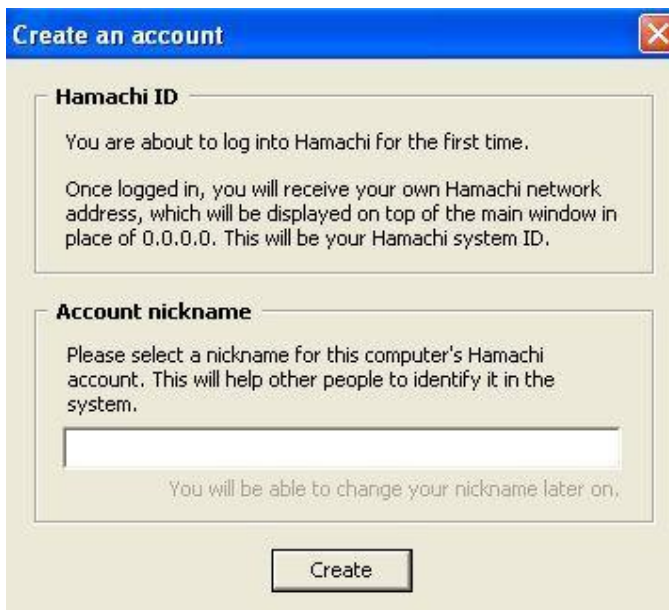 Create an account
Hamachi ID
You are about to log into Hamachi for the first time.
Once logged in, you will receive your own Hamachi network
address, which will be displayed on top of the main window in
place of 0.0.0.0. This will be your Hamachi system ID.
Account nickname
Please select a nickname for this computer's Hamachi
account. This will help other people to identify it in the
system.
You will be able to change your nickname later on.
Create